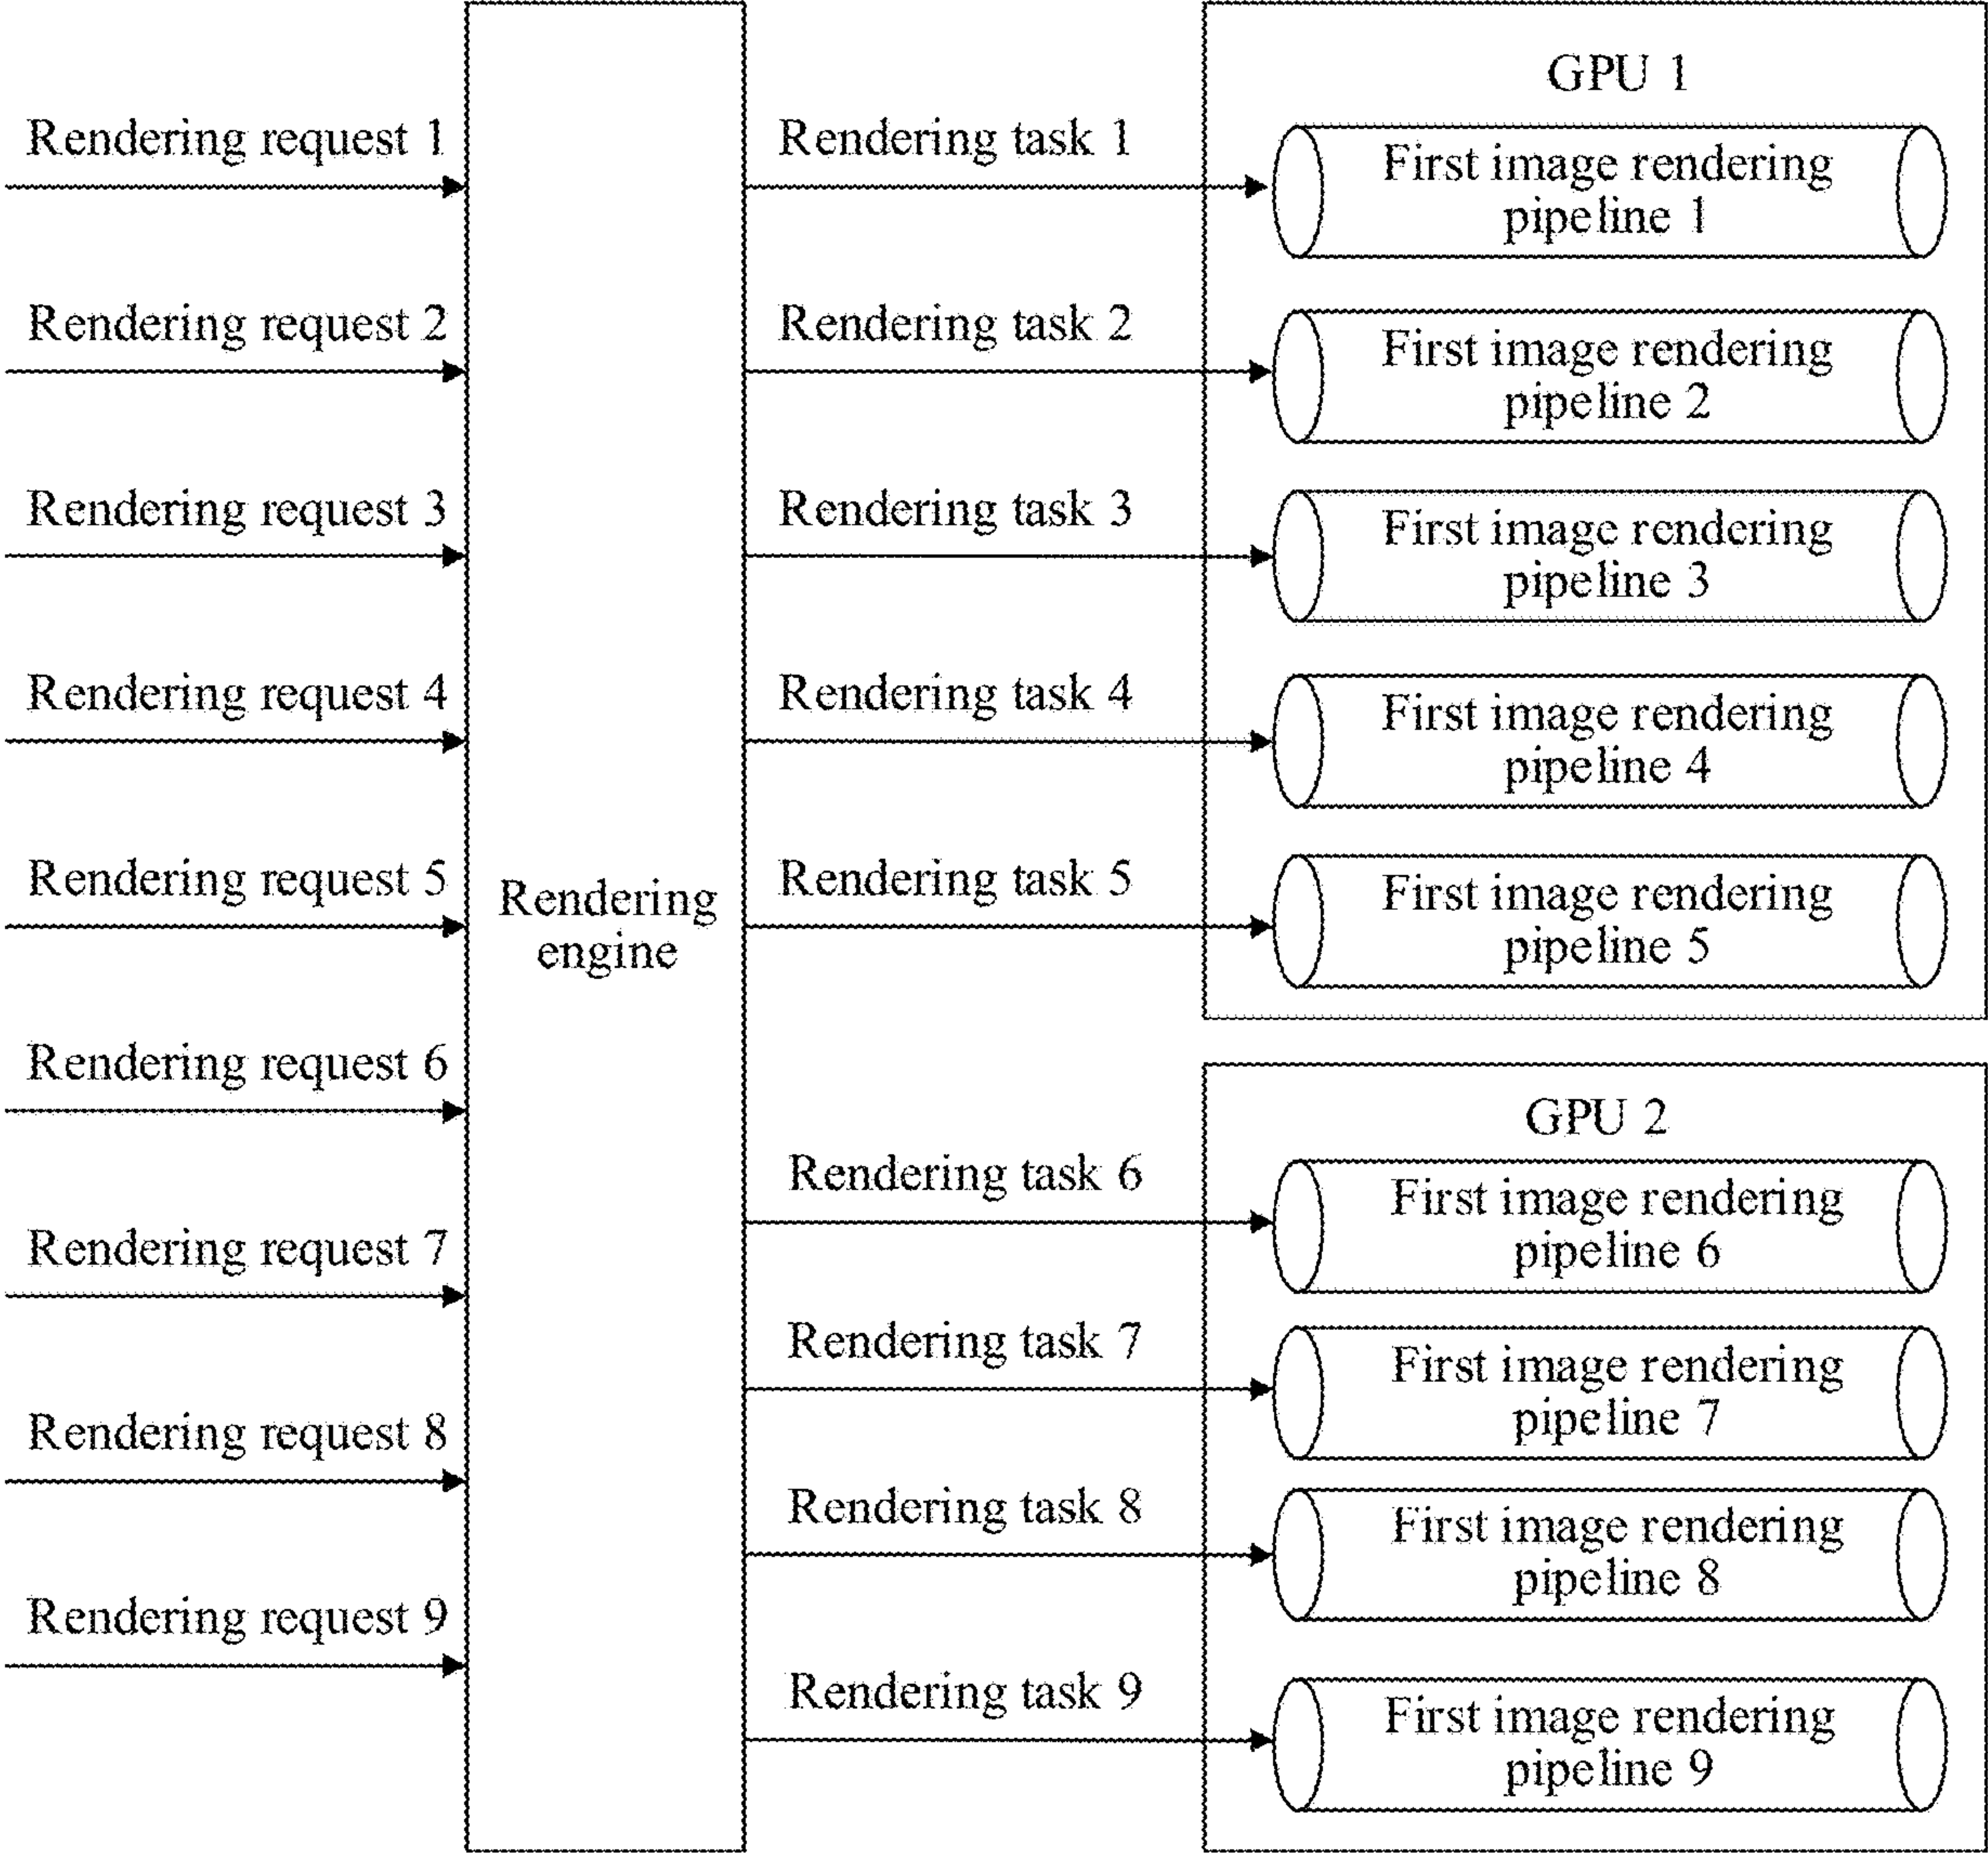 Rendering request 1
Rendering request 2
Rendering request 3
Rendering request 4
Rendering request 5
Rendering request 6
Rendering request 7
Rendering request 8
Rendering request 9
Rendering
engine
Rendering task 1
Rendering task 2
Rendering task 3
Rendering task 4
Rendering task 5
Rendering task 6
Rendering task 7
Rendering task 8
Rendering task 9
GPU 1
First image rendering
pipeline 1
First image rendering
pipeline 2
First image rendering
pipeline 3
First image rendering
pipeline 4
First image rendering
pipeline 5
GPU 2
First image rendering
pipeline 6
First image rendering
pipeline 7
First image rendering
pipeline 8
First image rendering
pipeline 9